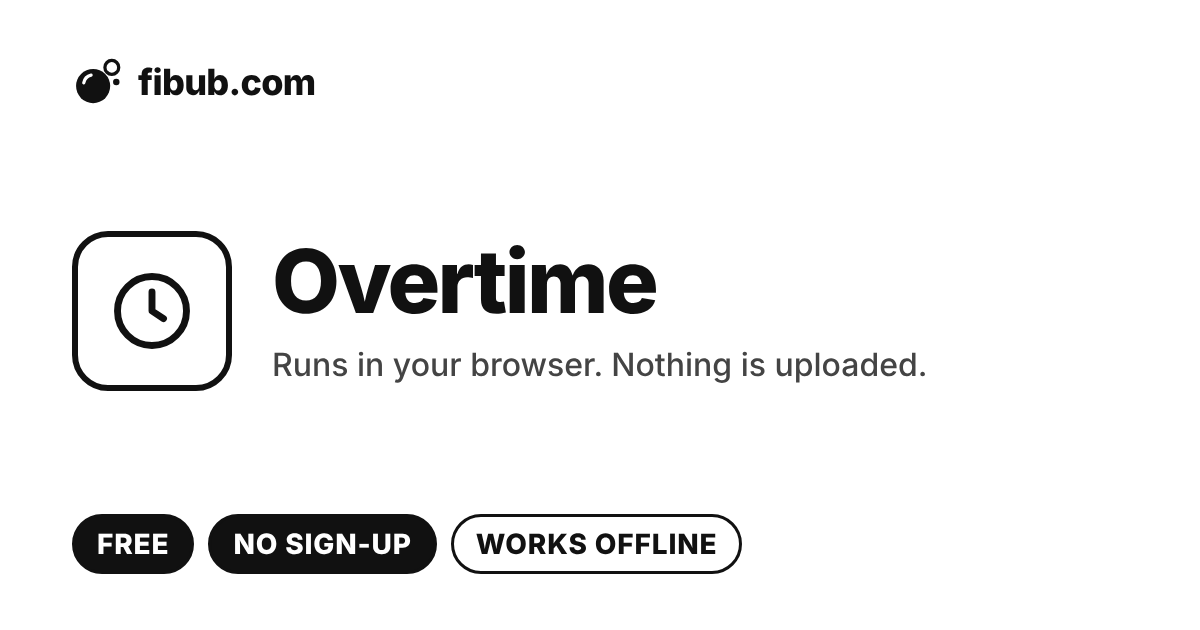 fibub.com
Overtime
Runs in your browser. Nothing is uploaded.
FREE
NO SIGN-UP
WORKS OFFLINE